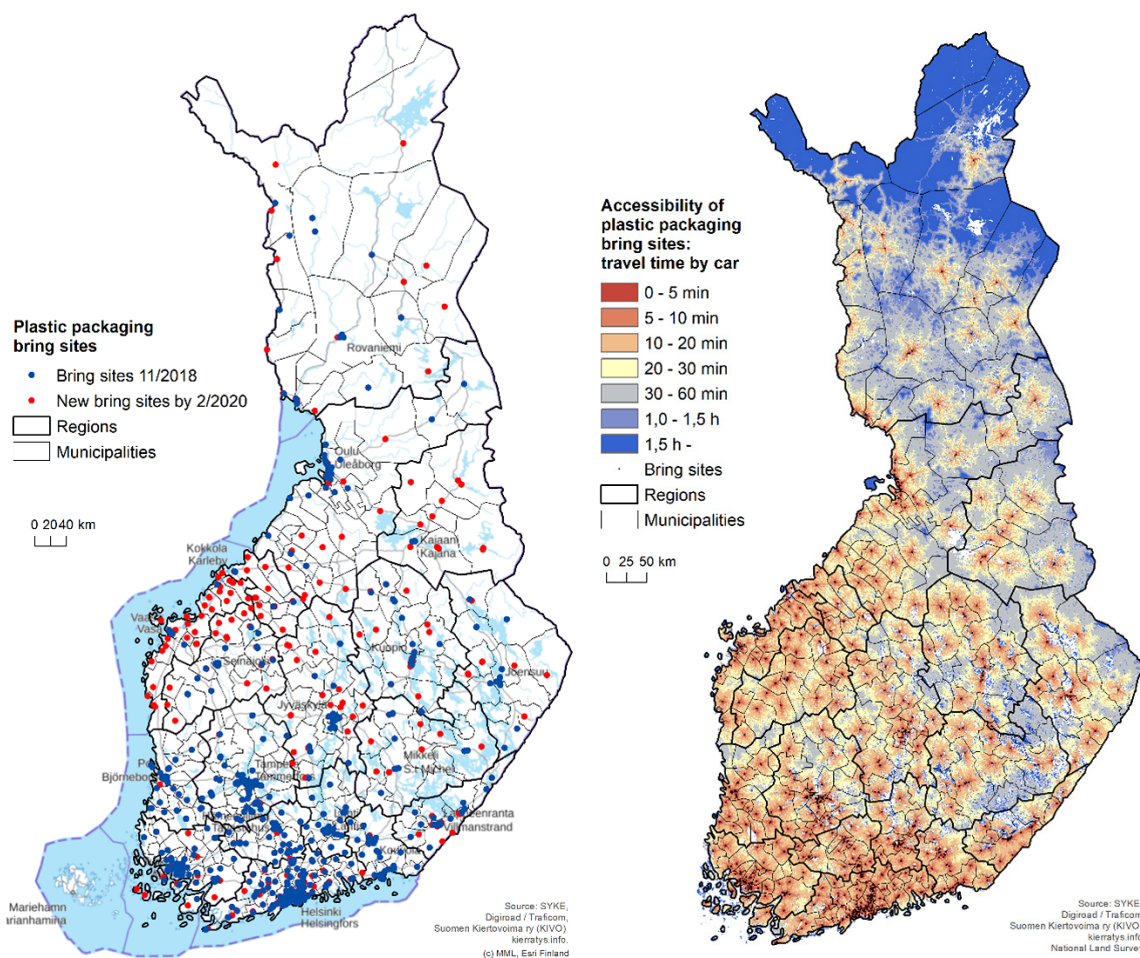 Plastic packaging
bring sites
Bring sites 11/2018
New bring sites by 2/2020
Regions
Municipalities
0 2040 km
Rovaniemi
Oulu
Uleåborg
Kajaani
Kajana
Kokkola
Karleby
Vaasa
Vasa
Seinäjoki
Kuopio
Joensuu
Jyväskylä
Mikkeli
S:t Michel
Björneborg
Tampere
Tammerfors
Villmanstrand
Kouvola
Mariehamn
Helsinki
Helsingfors
Source: SYKE,
Digiroad / Traficom,
Suomen Kiertovoima ry (KIVO)
kierratys.info.
(c) MML, Esri Finland
Accessibility of
plastic packaging
bring sites:
travel time by car
0 - 5 min
5 - 10 min
10 - 20 min
20 - 30 min
30 - 60 min
1,0 - 1,5 h
1,5 h -
Bring sites
Regions
Municipalities
0 25 50 km
Source: SYKE,
Digiroad / Traficom,
Suomen Kiertovoima ry (KIVO)
kierratys.info
National Land Survey